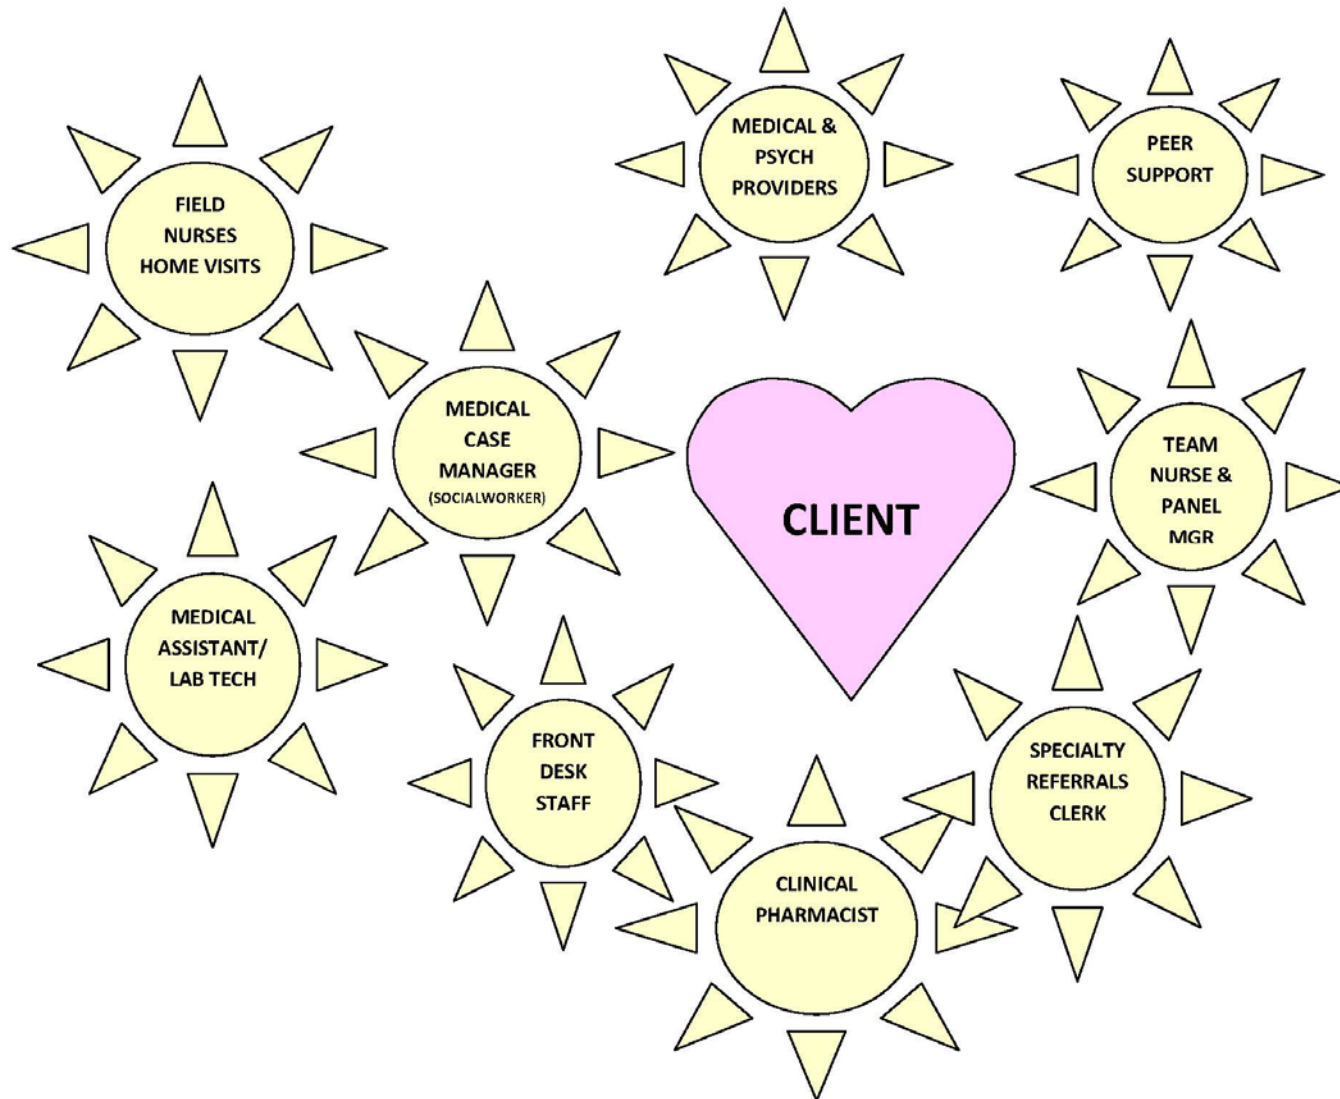 MEDICAL &
PSYCH
PROVIDERS
PEER
SUPPORT
FIELD
NURSES
HOME VISITS
MEDICAL
CASE
MANAGER
(SOCIALWORKER)
CLIENT
TEAM
NURSE &
PANEL
MGR
MEDICAL
ASSISTANT/
LAB TECH
FRONT
DESK
STAFF
SPECIALTY
REFERRALS
CLERK
CLINICAL
PHARMACIST